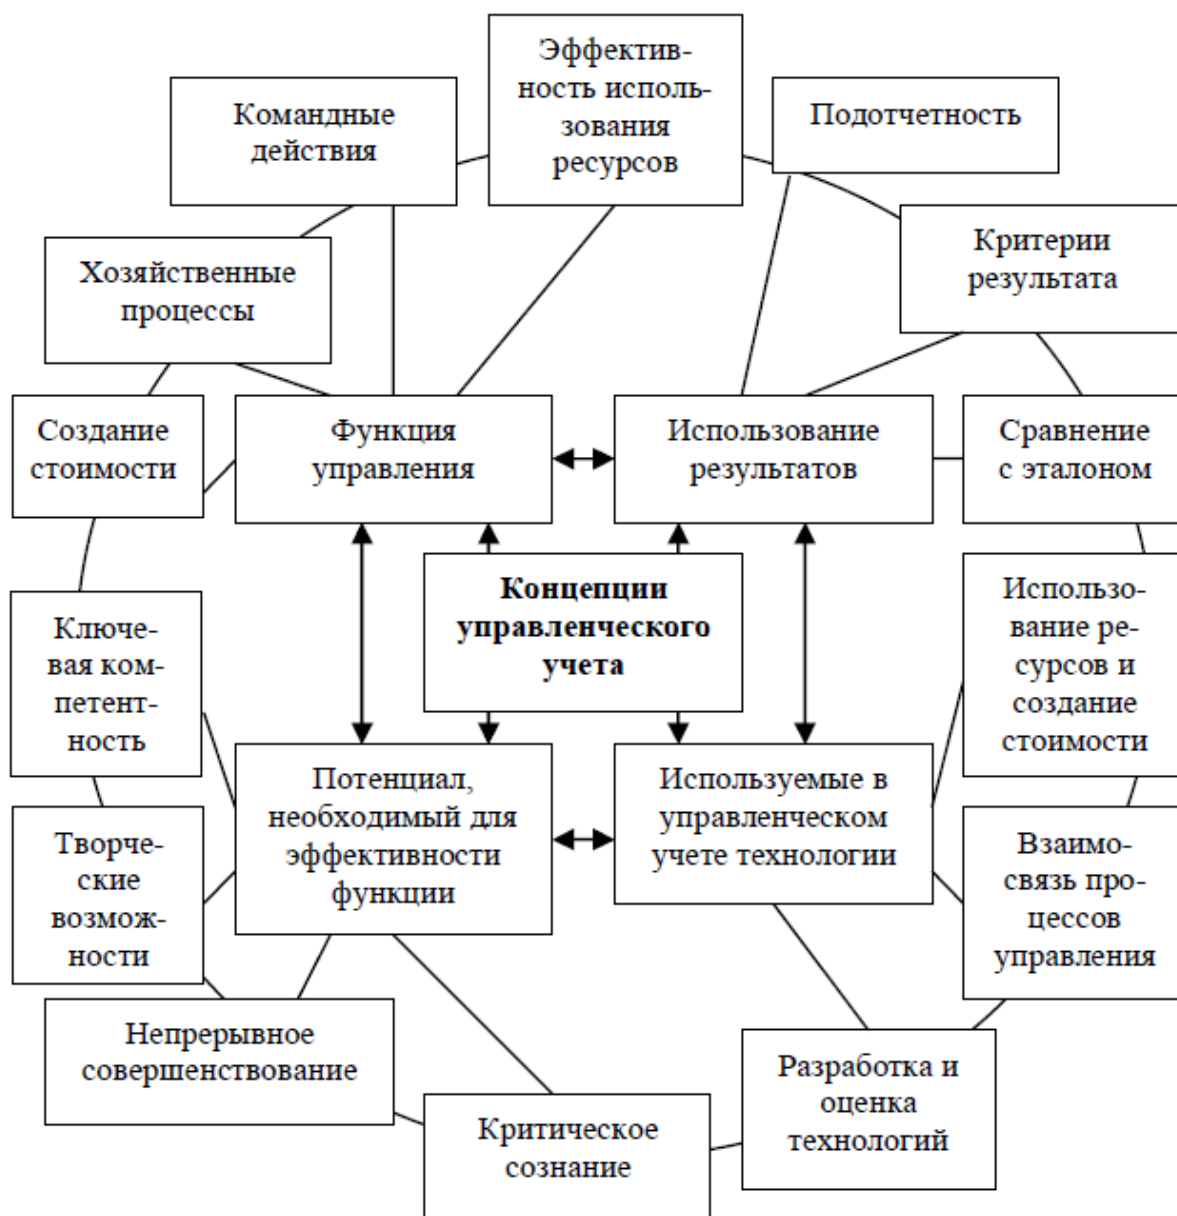 Эффектив-
ность исполь-
зования
ресурсов
Командные
действия
Подотчетность
Критерии
результата
Хозяйственные
процессы
Создание
стоимости
Функция
управления
Использование
результатов
Сравнение
с эталоном
Концепции
управленческого
учета
Ключе-
вая ком-
петент-
ность
Использо-
вание ре-
сурсов и
создание
стоимости
Потенциал,
необходимый для
эффективности
функции
Используемые в
управленческом
учете технологии
Творче-
ские
возмож-
ности
Взаимо-
связь про-
цессов
управления
Непрерывное
совершенствование
Разработка и
оценка
технологий
Критическое
сознание